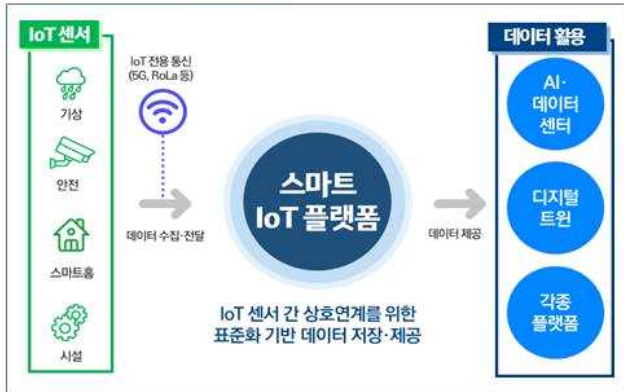 IoT 센서
기상
안전
스마트홈
시설
IoT 전용 통신
(5G, RoLa 등)
데이터 수집·전달
스마트
IoT 플랫폼
IoT 센서 간 상호연계를 위한
표준화 기반 데이터 저장·제공
데이터 제공
데이터 활용
AI·
데이터
센터
디지털
트윈
각종
플랫폼